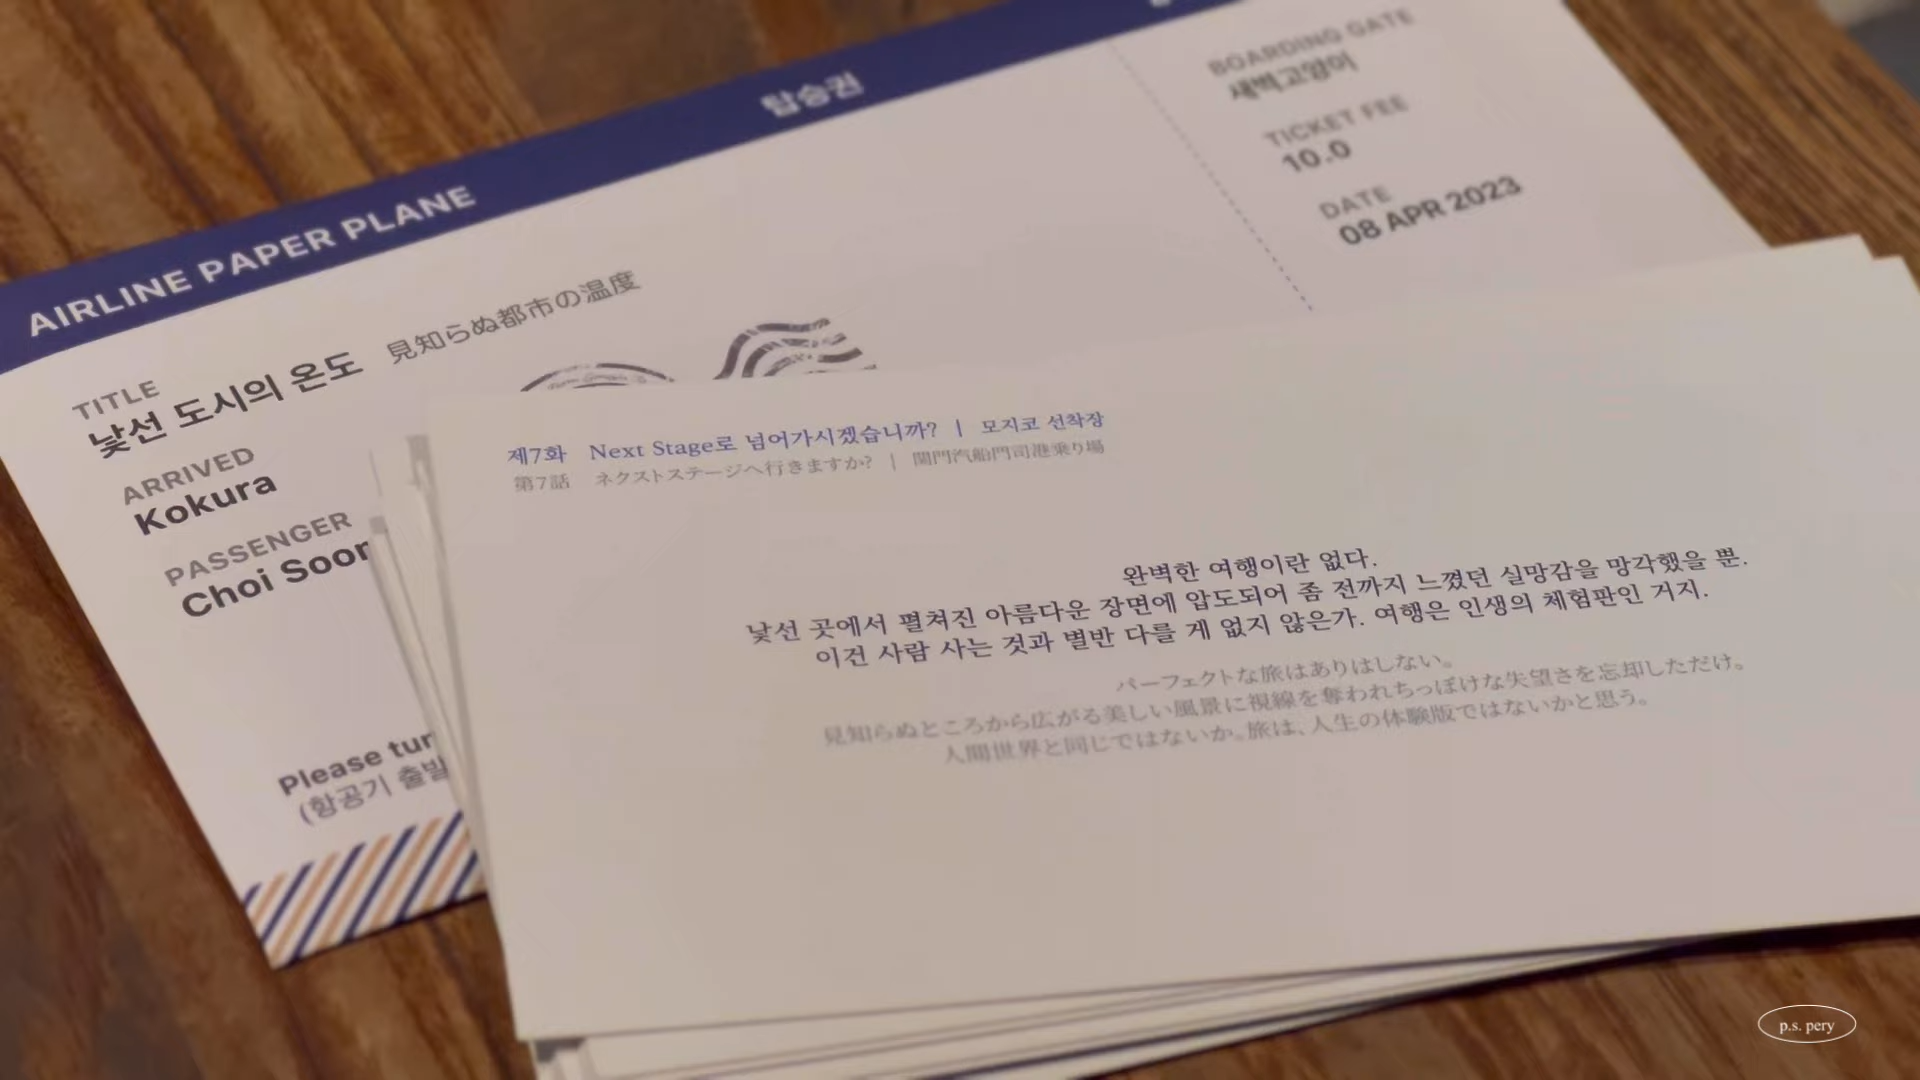 AIRLINE PAPER PLANE
탑승권
BOARDING GATE
새벽고양이
TICKET FEE
10.0
DATE
08 APR 2023
TITLE
낯선 도시의 온도 見知らぬ都市の温度
ARRIVED
Kokura
PASSENGER
Choi Soon
Please tur
(항공기 출발
제7화 Next Stage로 넘어가시겠습니까? | 모지코 선착장
第7話 ネクストステージへ行きますか? | 関門汽船門司港乗り場
완벽한 여행이란 없다.
낯선 곳에서 펼쳐진 아름다운 장면에 압도되어 좀 전까지 느꼈던 실망감을 망각했을 뿐.
이건 사람 사는 것과 별반 다를 게 없지 않은가. 여행은 인생의 체험판인 거지.
パーフェクトな旅はありはしない。
見知らぬところから広がる美しい風景に視線を奪われちっぽけな失望さを忘却しただけ。
人間世界と同じではないか。旅は、人生の体験版ではないかと思う。
p.s. pery